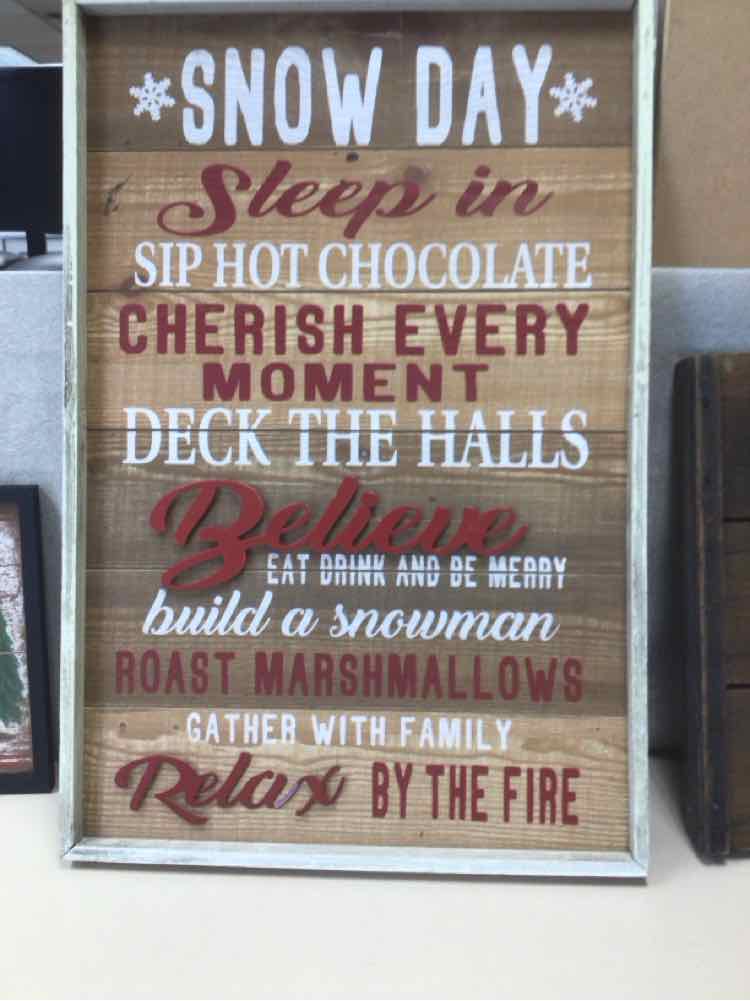 SNOW DAY
Sleep in
SIP HOT CHOCOLATE
CHERISH EVERY
MOMENT
DECK THE HALLS
Believe
EAT DRINK AND BE MERRY
build a snowman
ROAST MARSHMALLOWS
GATHER WITH FAMILY
Relax BY THE FIRE